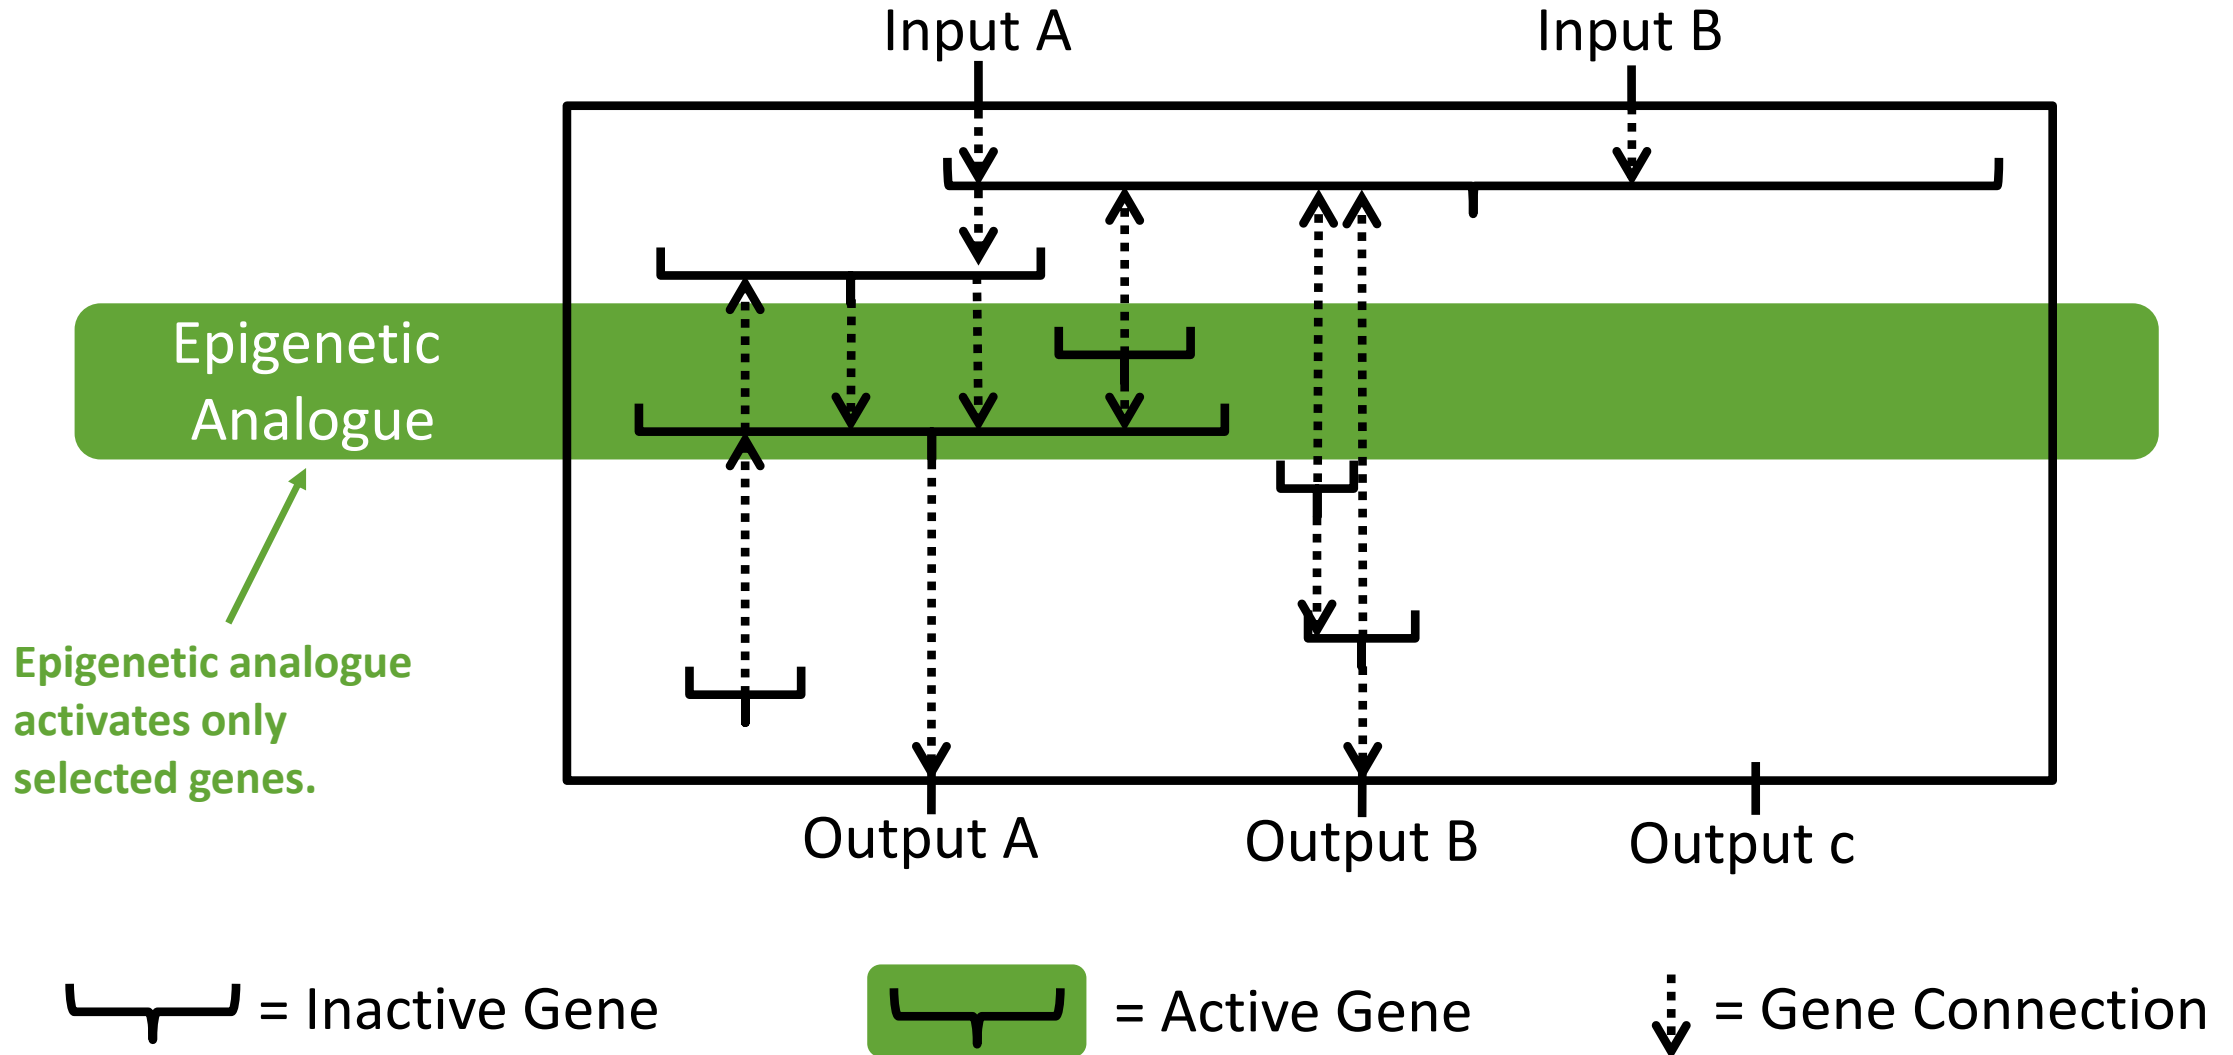 Input A
Input B
Epigenetic
Analogue
Epigenetic analogue
activates only
selected genes.
Output A
Output B
Output c
= Inactive Gene
= Active Gene
= Gene Connection